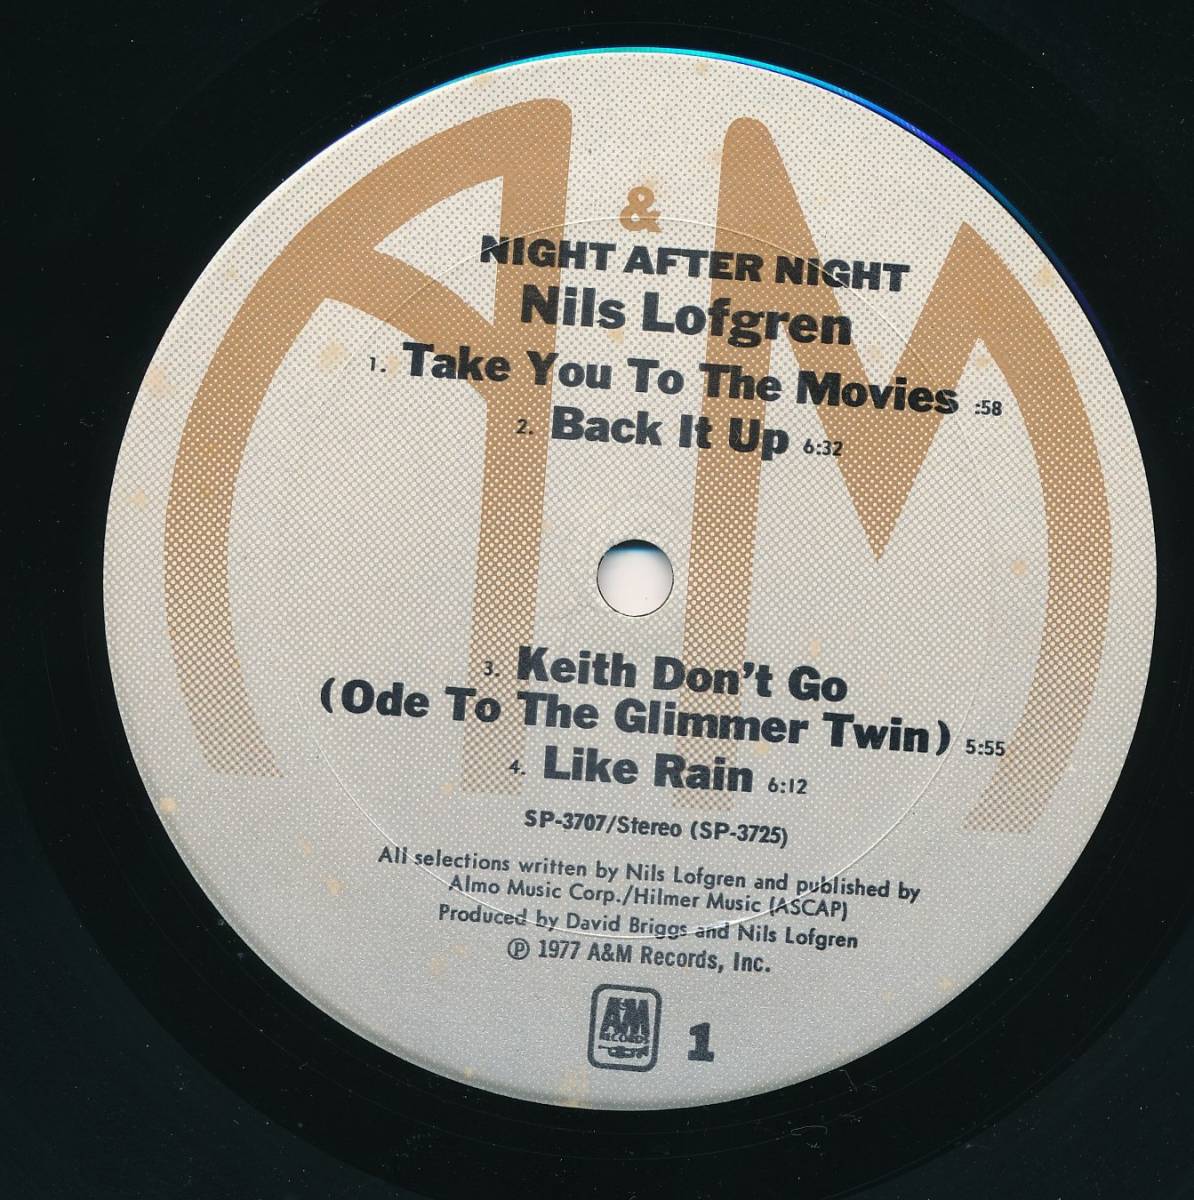 A&M
NIGHT AFTER NIGHT
Nils Lofgren
1. Take You To The Movies :58
2. Back It Up 6:32
3. Keith Don't Go
(Ode To The Glimmer Twin) 5:55
4. Like Rain 6:12
SP-3707/Stereo (SP-3725)
All selections written by Nils Lofgren and published by
Almo Music Corp./Hilmer Music (ASCAP)
Produced by David Briggs and Nils Lofgren
℗ 1977 A&M Records, Inc.
AM
RECORDS
1